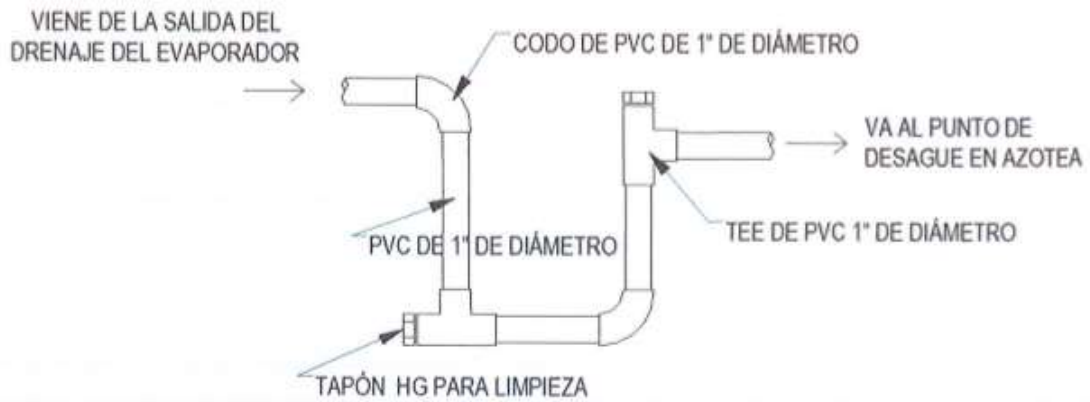 VIENE DE LA SALIDA DEL
DRENAJE DEL EVAPORADOR
CODO DE PVC DE 1" DE DIÁMETRO
VA AL PUNTO DE
DESAGUE EN AZOTEA
PVC DE 1" DE DIÁMETRO
TEE DE PVC 1" DE DIÁMETRO
TAPÓN HG PARA LIMPIEZA